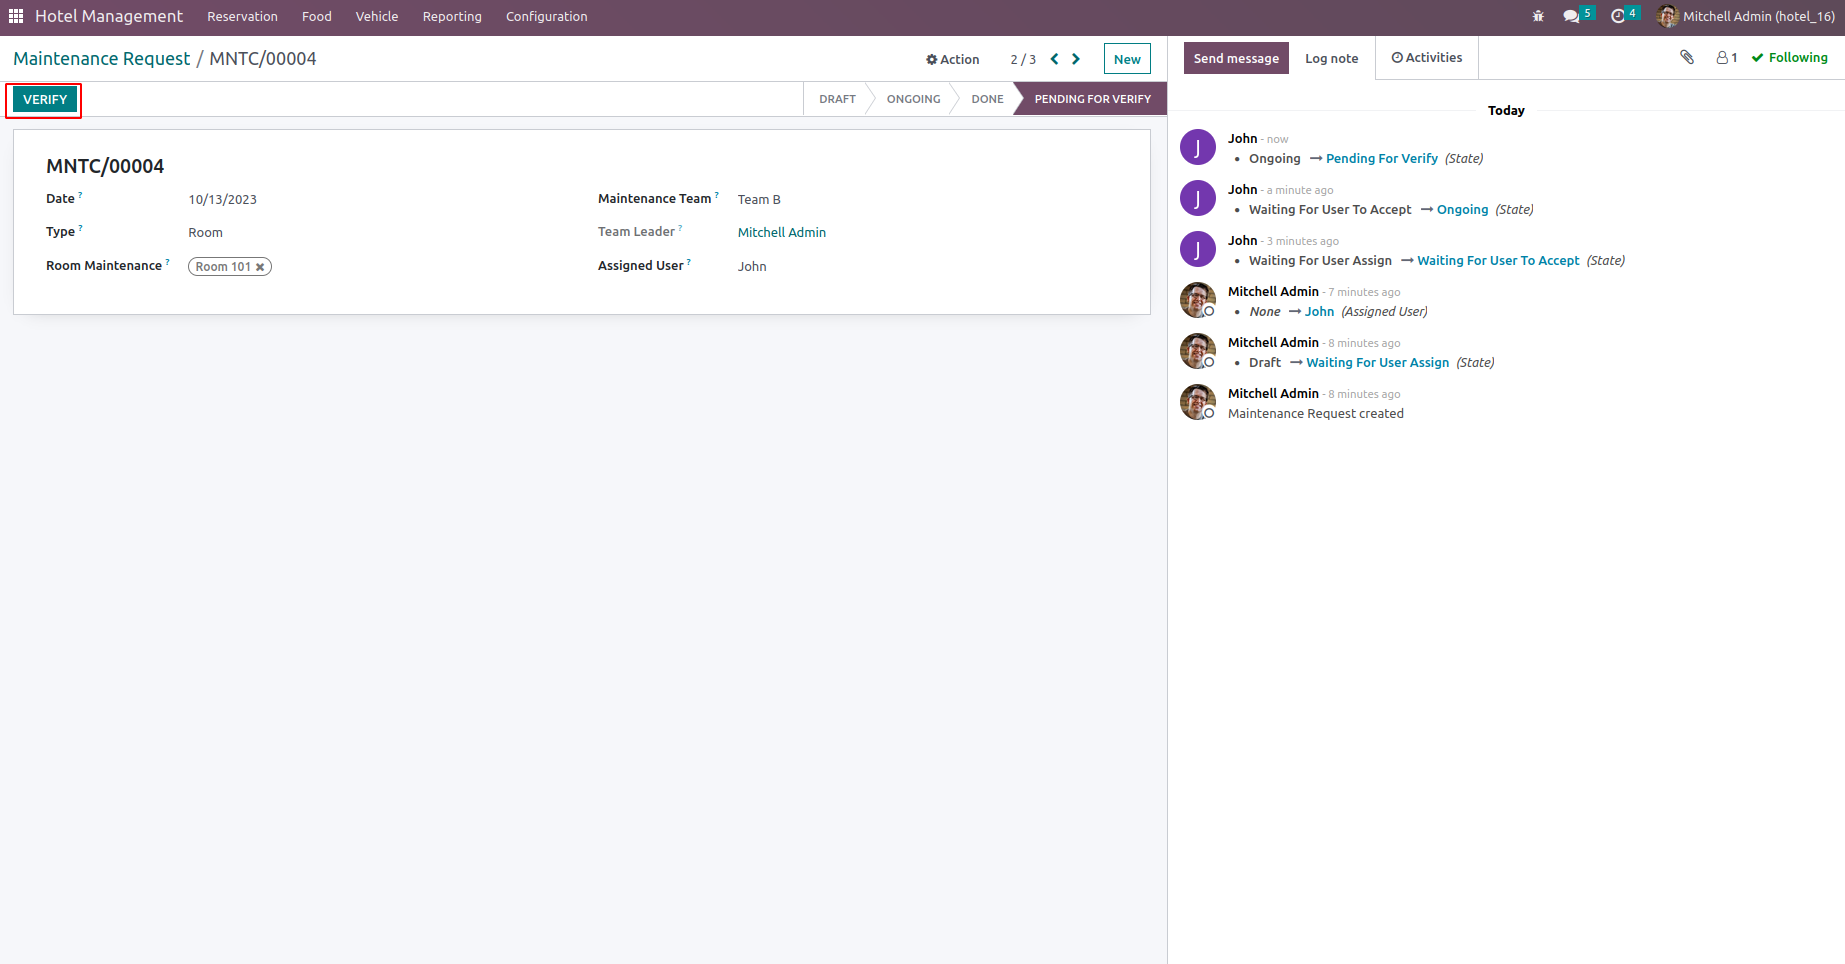 Hotel Management Reservation Food Vehicle Reporting Configuration 5 4 Mitchell Admin (hotel_16)
Maintenance Request / MNTC/00004 Action 2 / 3 New
VERIFY DRAFT ONGOING DONE PENDING FOR VERIFY
MNTC/00004
Date ? 10/13/2023 Maintenance Team ? Team B
Type ? Room Team Leader ? Mitchell Admin
Room Maintenance ? Room 101 Assigned User ? John
Send message Log note Activities 1 Following
Today
J John - now
• Ongoing → Pending For Verify (State)
J John - a minute ago
• Waiting For User To Accept → Ongoing (State)
J John - 3 minutes ago
• Waiting For User Assign → Waiting For User To Accept (State)
Mitchell Admin - 7 minutes ago
• None → John (Assigned User)
Mitchell Admin - 8 minutes ago
• Draft → Waiting For User Assign (State)
Mitchell Admin - 8 minutes ago
Maintenance Request created